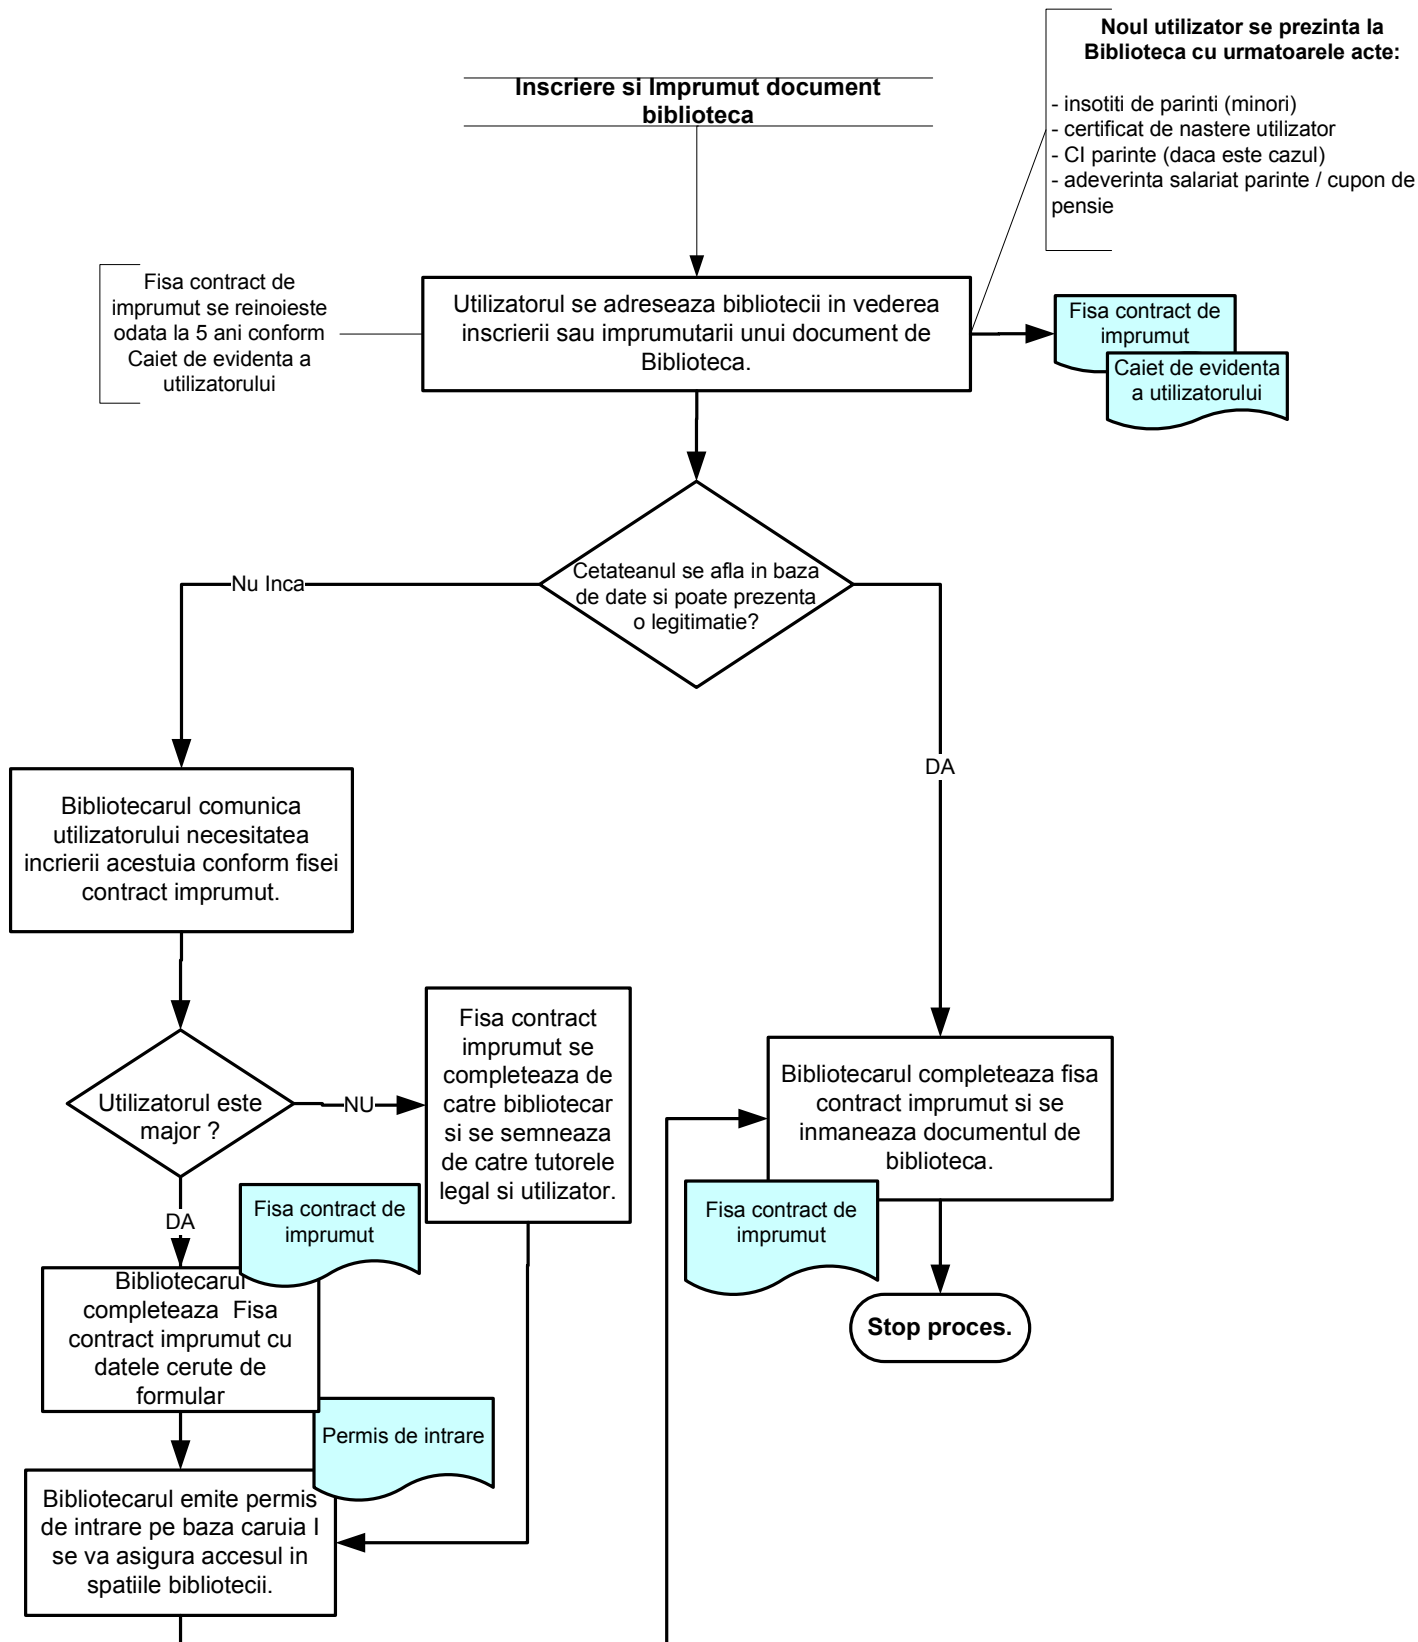 Noul utilizator se prezinta la
Biblioteca cu urmatoarele acte:
- insotiti de parinti (minori)
- certificat de nastere utilizator
- CI parinte (daca este cazul)
- adeverinta salariat parinte / cupon de
pensie
Inscriere si Imprumut document
biblioteca
Fisa contract de
imprumut se reinoieste
odata la 5 ani conform
Caiet de evidenta a
utilizatorului
Utilizatorul se adreseaza bibliotecii in vederea
inscrierii sau imprumutarii unui document de
Biblioteca.
Fisa contract de
imprumut
Caiet de evidenta
a utilizatorului
Cetateanul se afla in baza
de date si poate prezenta
o legitimatie?
Nu Inca
DA
Bibliotecarul comunica
utilizatorului necesitatea
incrierii acestuia conform fisei
contract imprumut.
Utilizatorul este
major ?
NU
Fisa contract
imprumut se
completeaza de
catre bibliotecar
si se semneaza
de catre tutorele
legal si utilizator.
Bibliotecarul completeaza fisa
contract imprumut si se
inmaneaza documentul de
biblioteca.
Fisa contract de
imprumut
DA
Fisa contract de
imprumut
Bibliotecarul
completeaza  Fisa
contract imprumut cu
datele cerute de
formular
Stop proces.
Permis de intrare
Bibliotecarul emite permis
de intrare pe baza caruia I
se va asigura accesul in
spatiile bibliotecii.